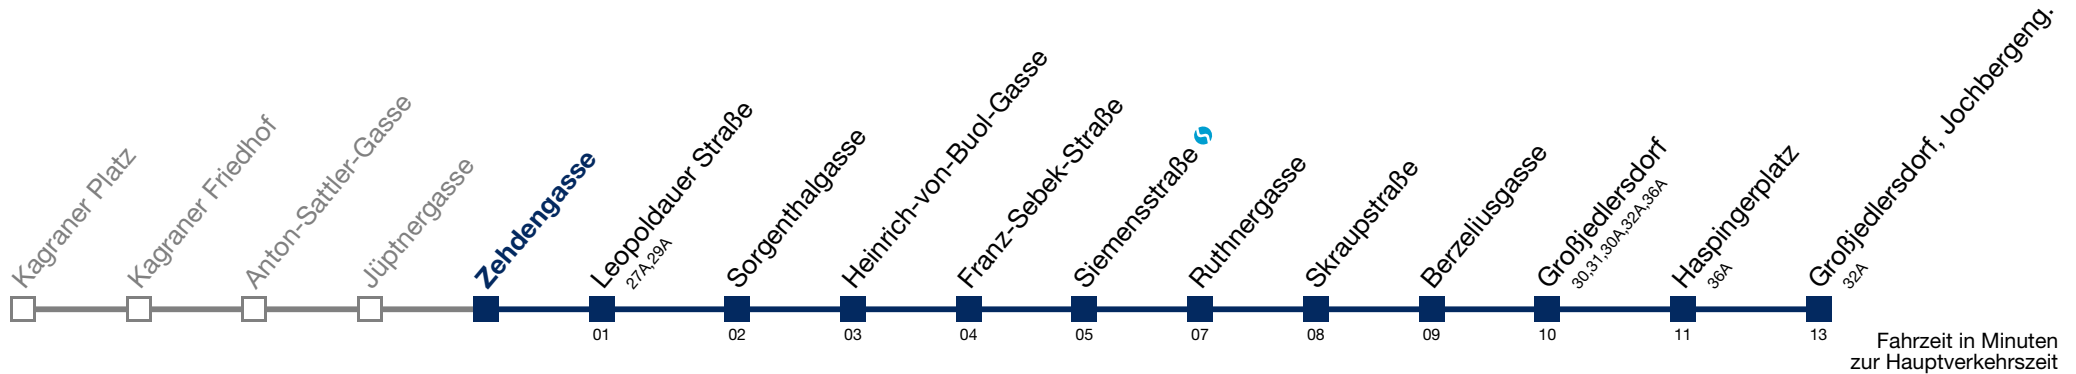 Kagraner Platz
Kagraner Friedhof
Anton-Sattler-Gasse
Jüptnergasse
Zehdengasse
Leopoldauer Straße
27A,29A
Sorgenthalgasse
Heinrich-von-Buol-Gasse
Franz-Sebek-Straße
Siemensstraße
Ruthnergasse
Skraupstraße
Berzeliusgasse
Großjedlersdorf
30,31,30A,32A,36A
Haspingerplatz
36A
Großjedlersdorf, Jochbergeng.
32A
01
02
03
04
05
07
08
09
10
11
13
Fahrzeit in Minuten
zur Hauptverkehrszeit